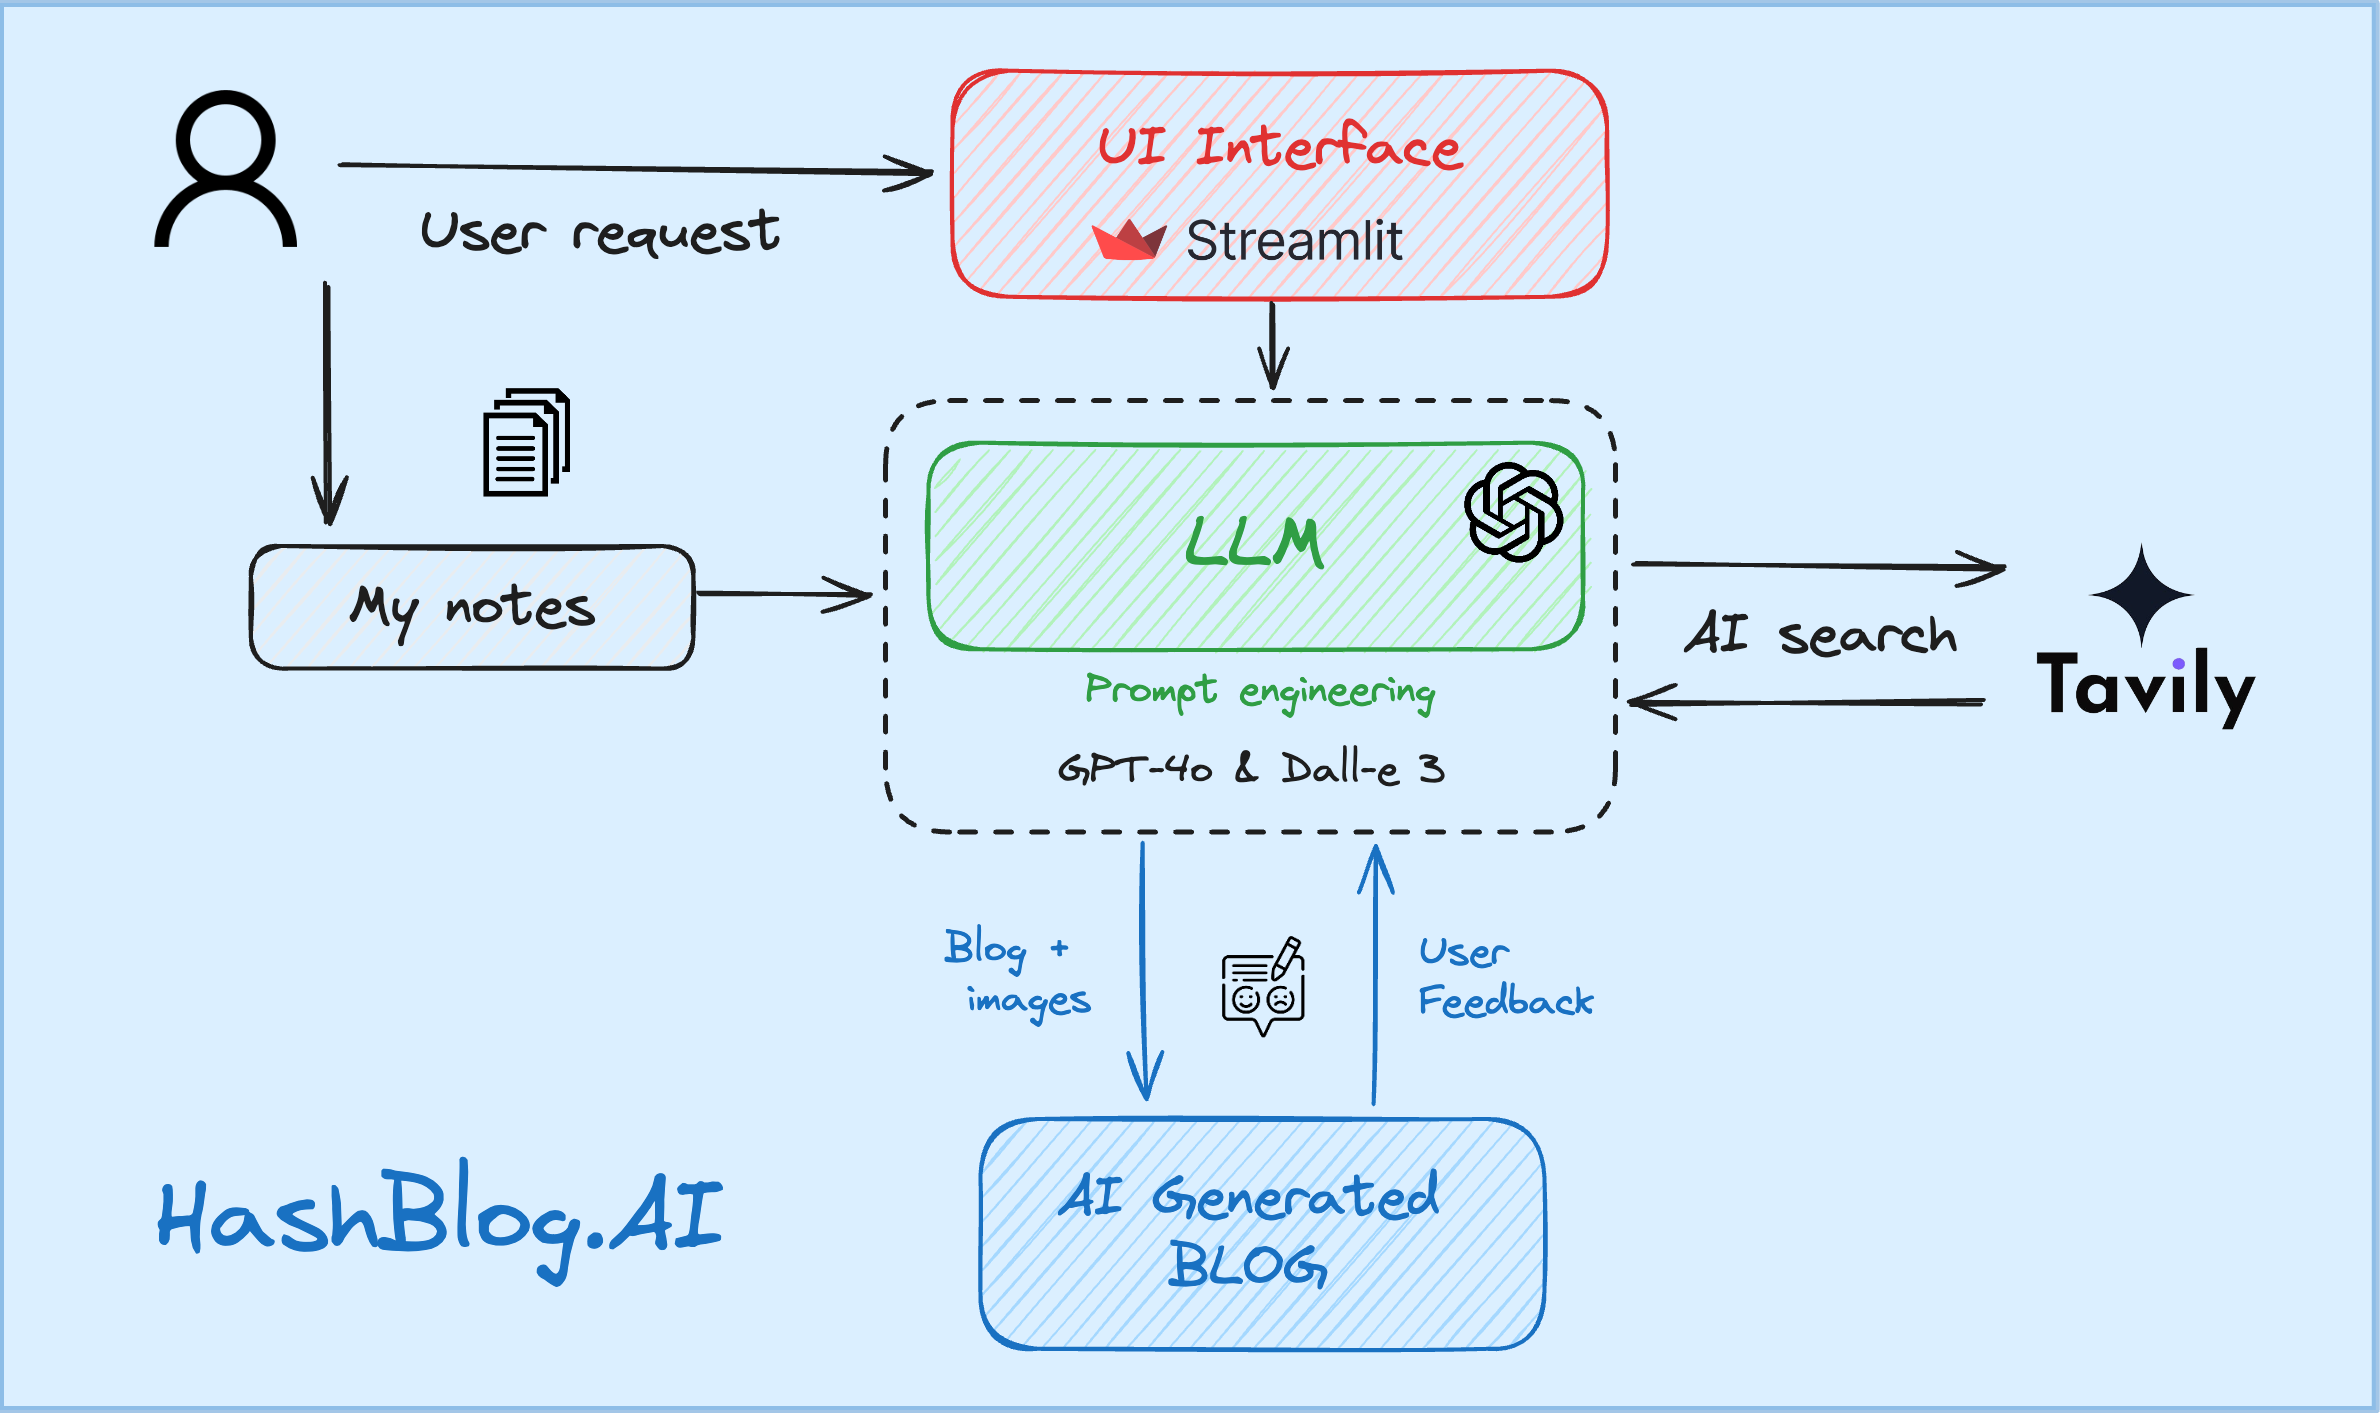 UI Interface
Streamlit
User request
My notes
LLM
Prompt engineering
GPT-4o & Dall-e 3
AI search
Tavily
Blog +
images
User
Feedback
AI Generated
BLOG
HashBlog.AI